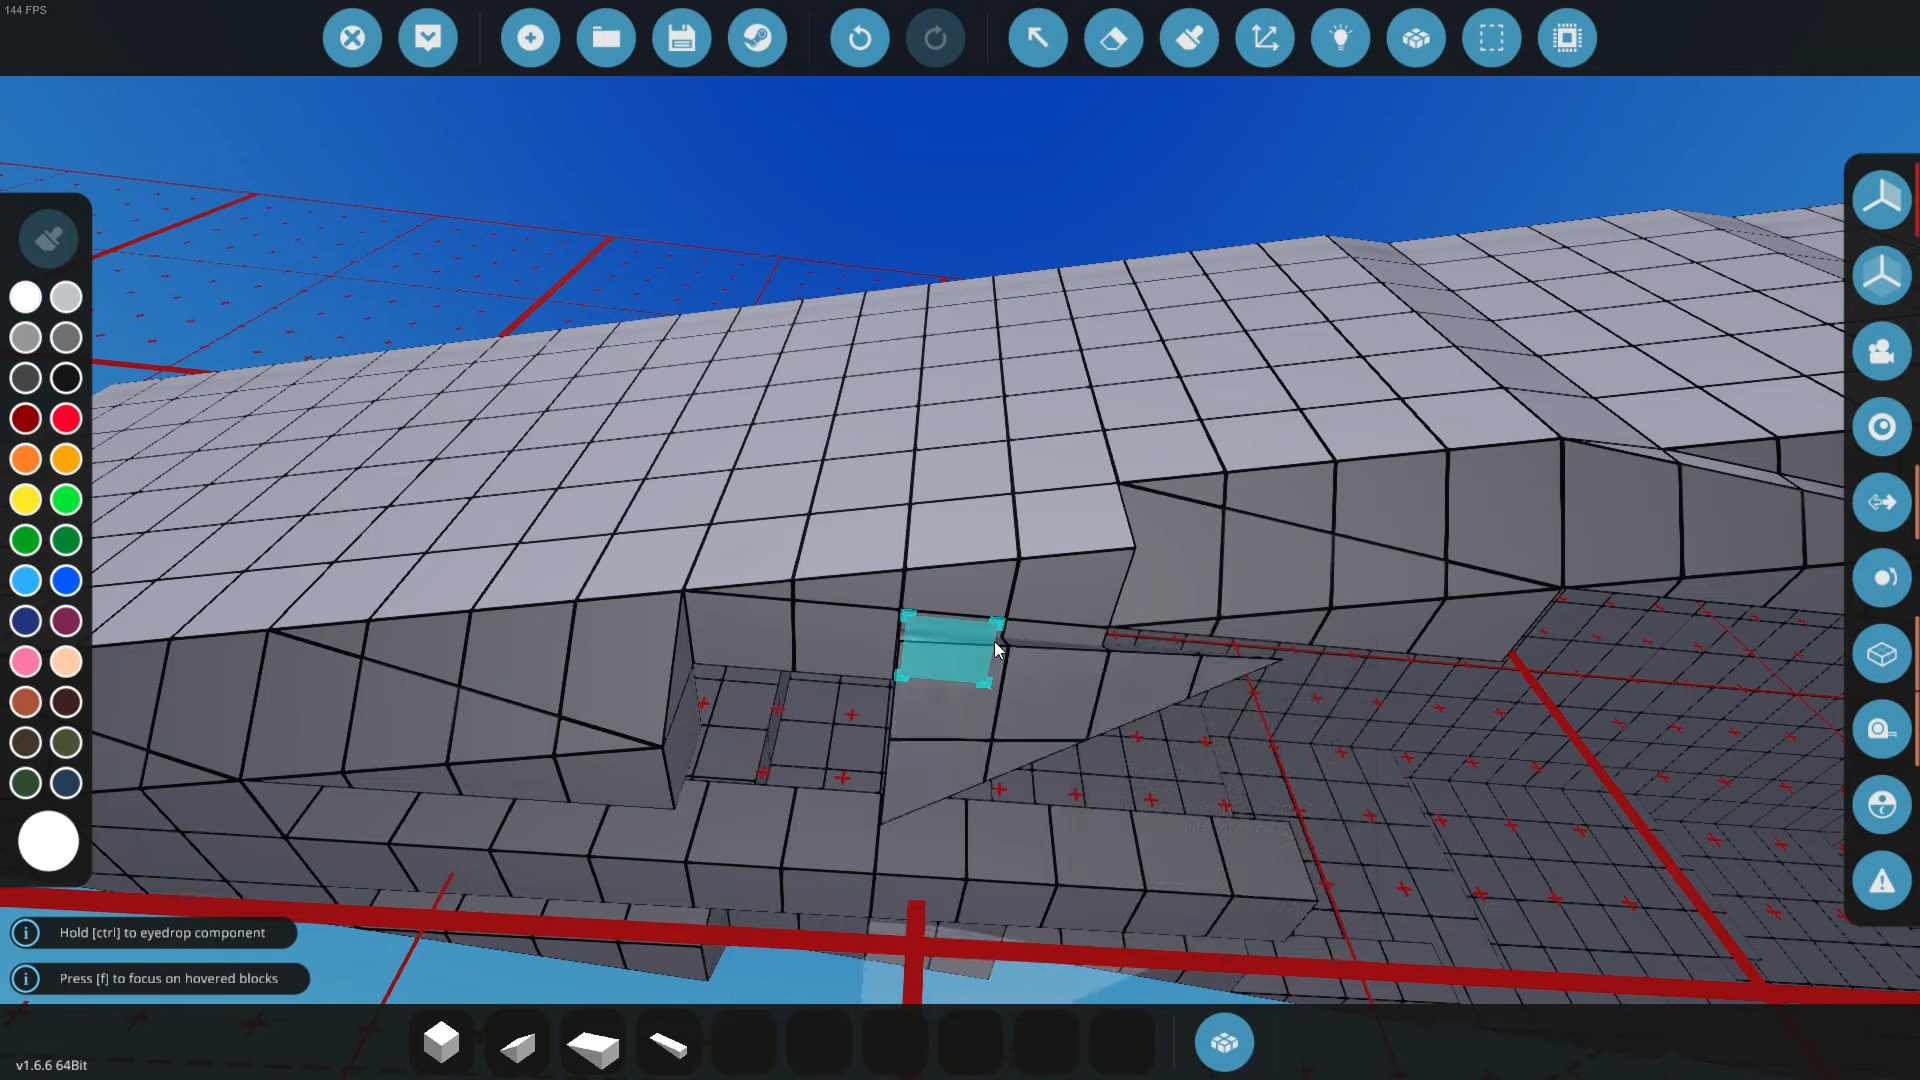 144 FPS
Hold [ctrl] to eyedrop component
Press [f] to focus on hovered blocks
v1.6.6 64Bit